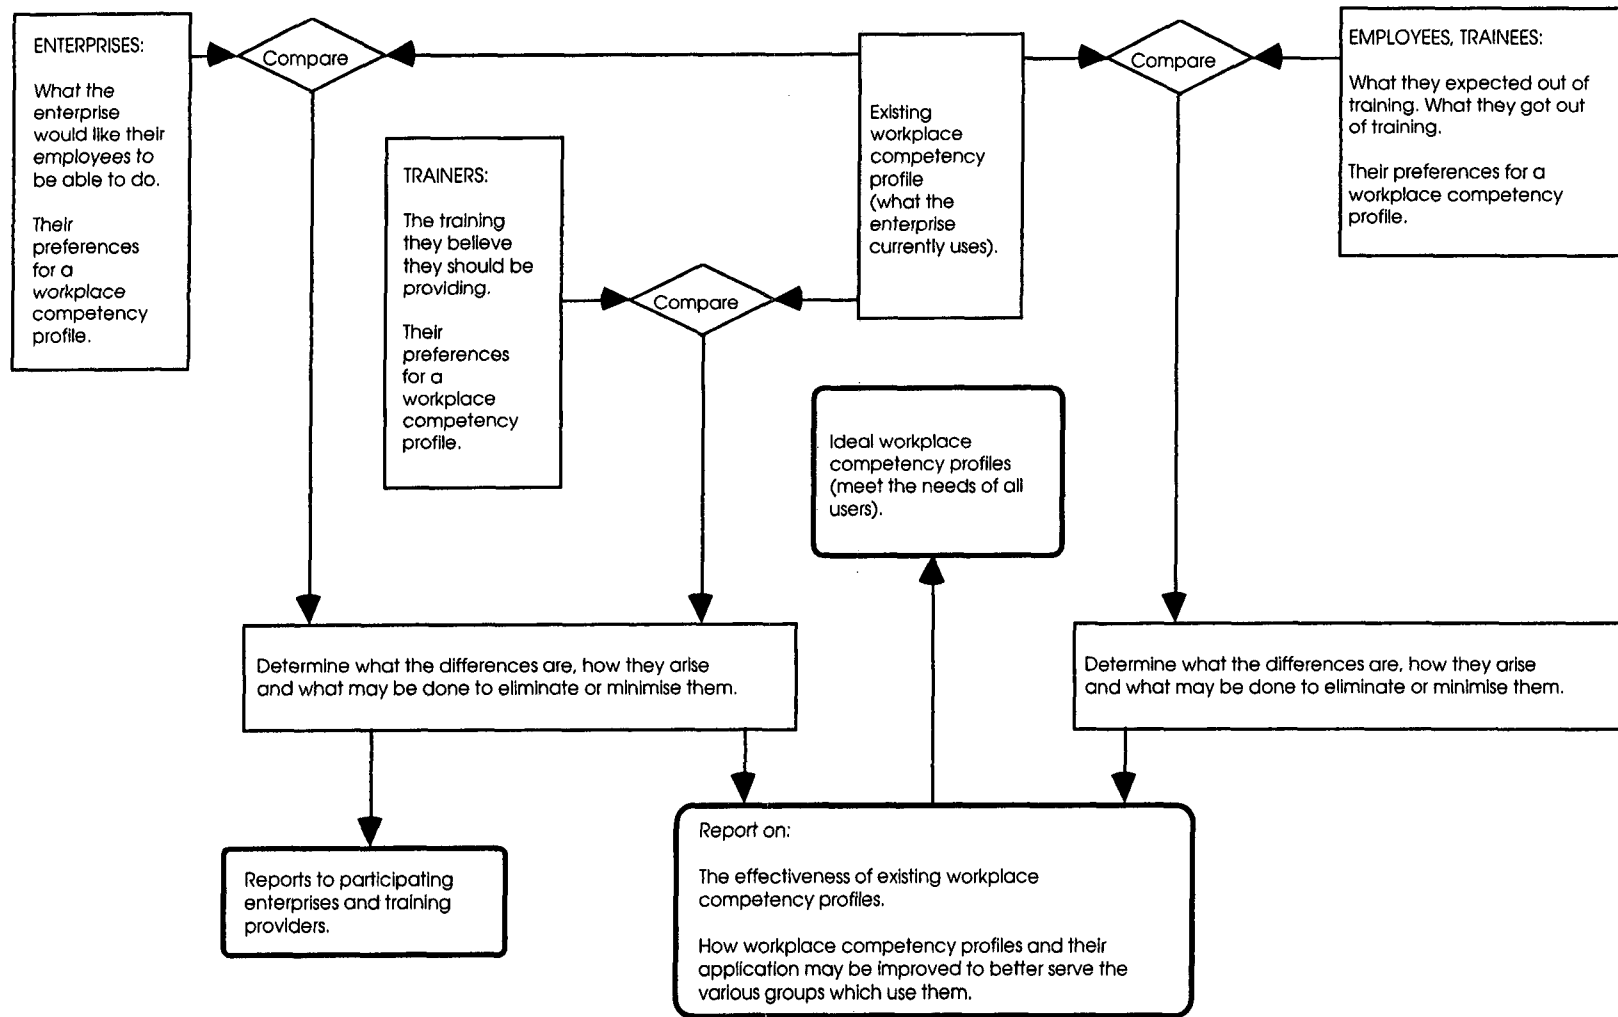 ENTERPRISES:
What the
enterprise
would like their
employees to
be able to do.
Their
preferences
for a
workplace
competency
profile.
Compare
TRAINERS:
The training
they believe
they should be
providing.
Their
preferences
for a
workplace
competency
profile.
Compare
Existing
workplace
competency
profile
(what the
enterprise
currently uses).
Compare
EMPLOYEES, TRAINEES:
What they expected out of
training. What they got out
of training.
Their preferences for a
workplace competency
profile.
Ideal workplace
competency profiles
(meet the needs of all
users).
Determine what the differences are, how they arise
and what may be done to eliminate or minimise them.
Determine what the differences are, how they arise
and what may be done to eliminate or minimise them.
Reports to participating
enterprises and training
providers.
Report on:
The effectiveness of existing workplace
competency profiles.
How workplace competency profiles and their
application may be improved to better serve the
various groups which use them.